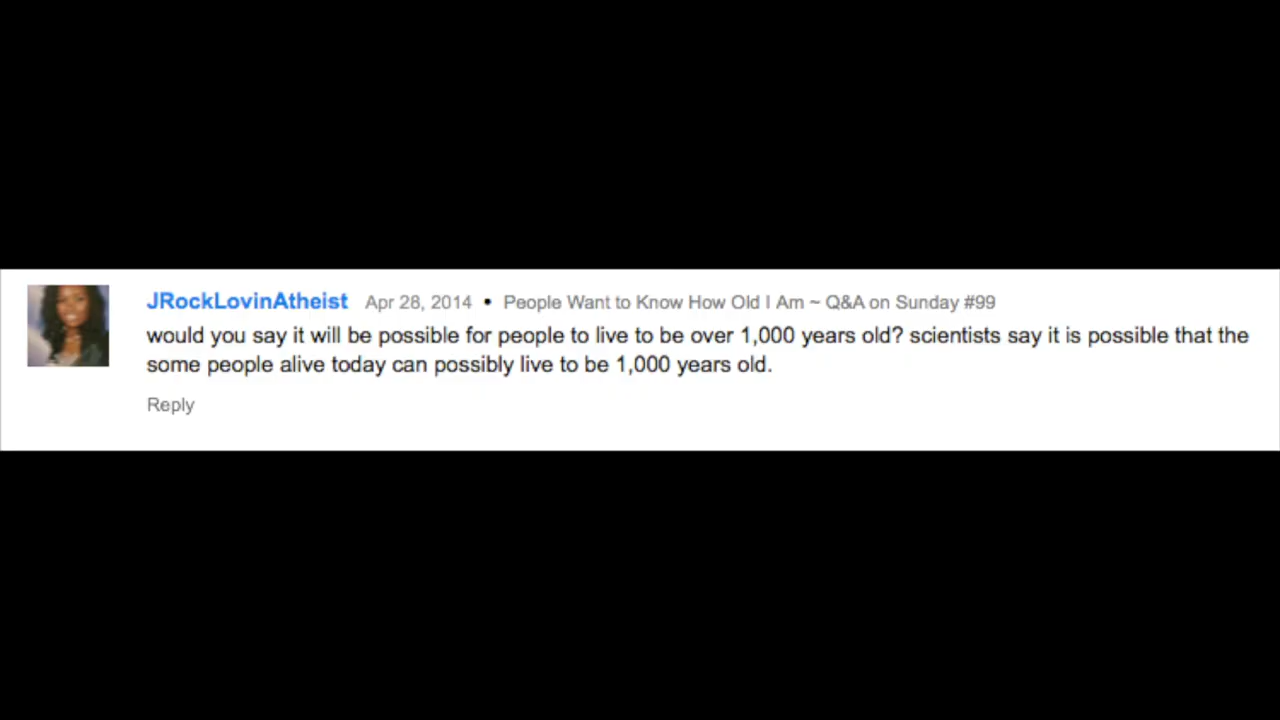 JRockLovinAtheist Apr 28, 2014 • People Want to Know How Old I Am ~ Q&A on Sunday #99
would you say it will be possible for people to live to be over 1,000 years old? scientists say it is possible that the
some people alive today can possibly live to be 1,000 years old.
Reply